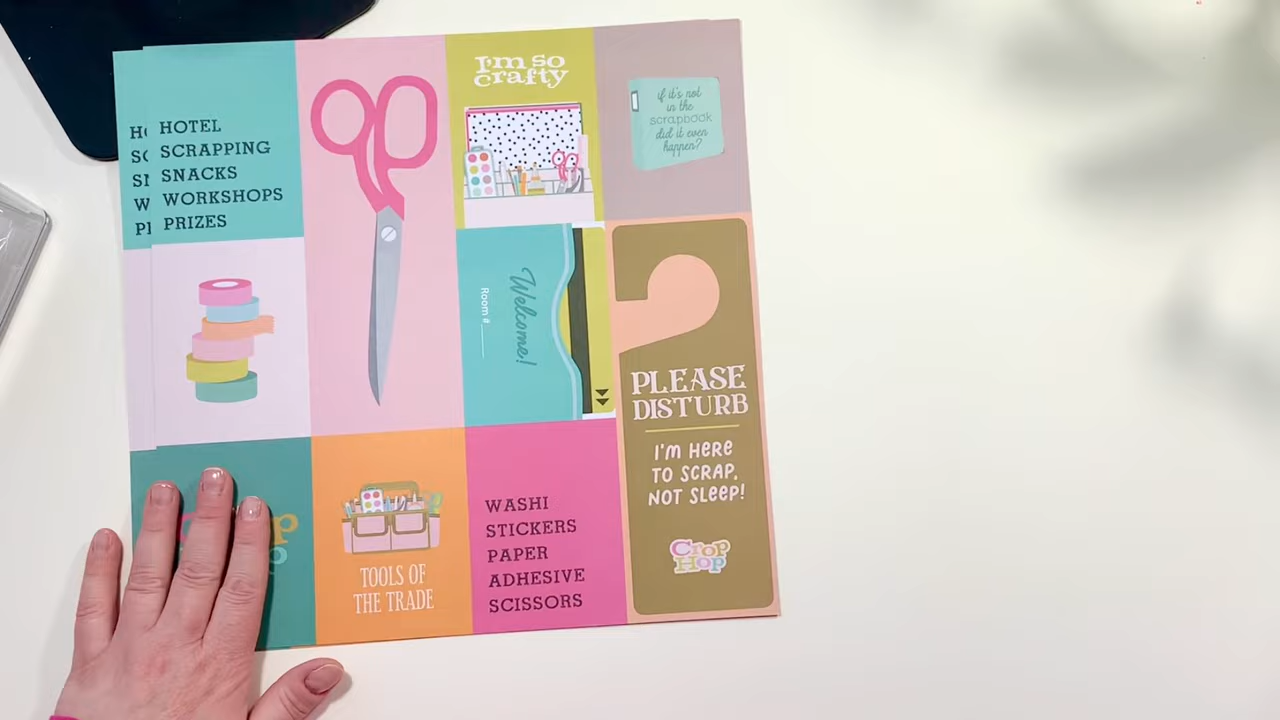 HOTEL
SCRAPPING
SNACKS
WORKSHOPS
PRIZES
I'm so
crafty
if it's not
in the
scrapbook
did it even
happen?
Welcome!
Room #
PLEASE
DISTURB
I'M HERE
TO SCRAP,
NOT SLEEP!
Crop
Hop
TOOLS OF
THE TRADE
WASHI
STICKERS
PAPER
ADHESIVE
SCISSORS